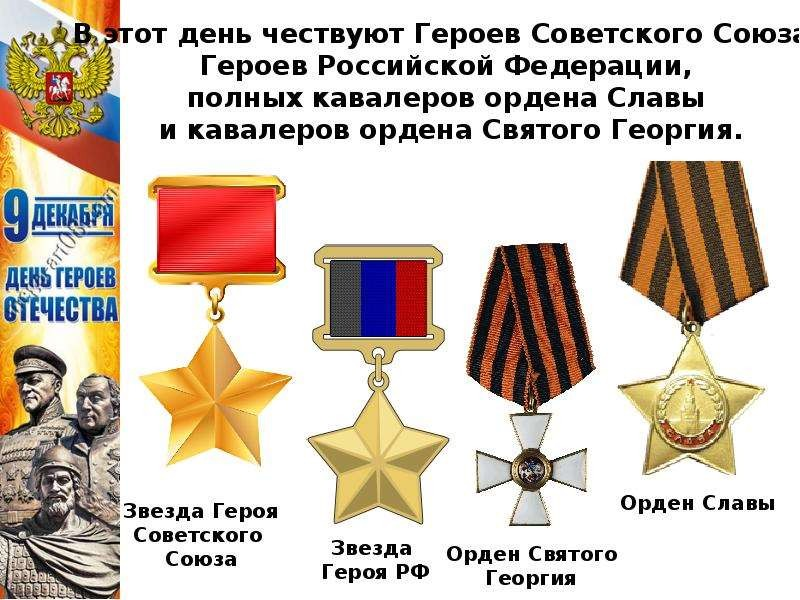 В этот день чествуют Героев Советского Союза
Героев Российской Федерации,
полных кавалеров ордена Славы
и кавалеров ордена Святого Георгия.
9 ДЕКАБРЯ
ДЕНЬ ГЕРОЕВ
ОТЕЧЕСТВА
СЛАВА
Звезда Героя
Советского
Союза
Звезда
Героя РФ
Орден Святого
Георгия
Орден Славы